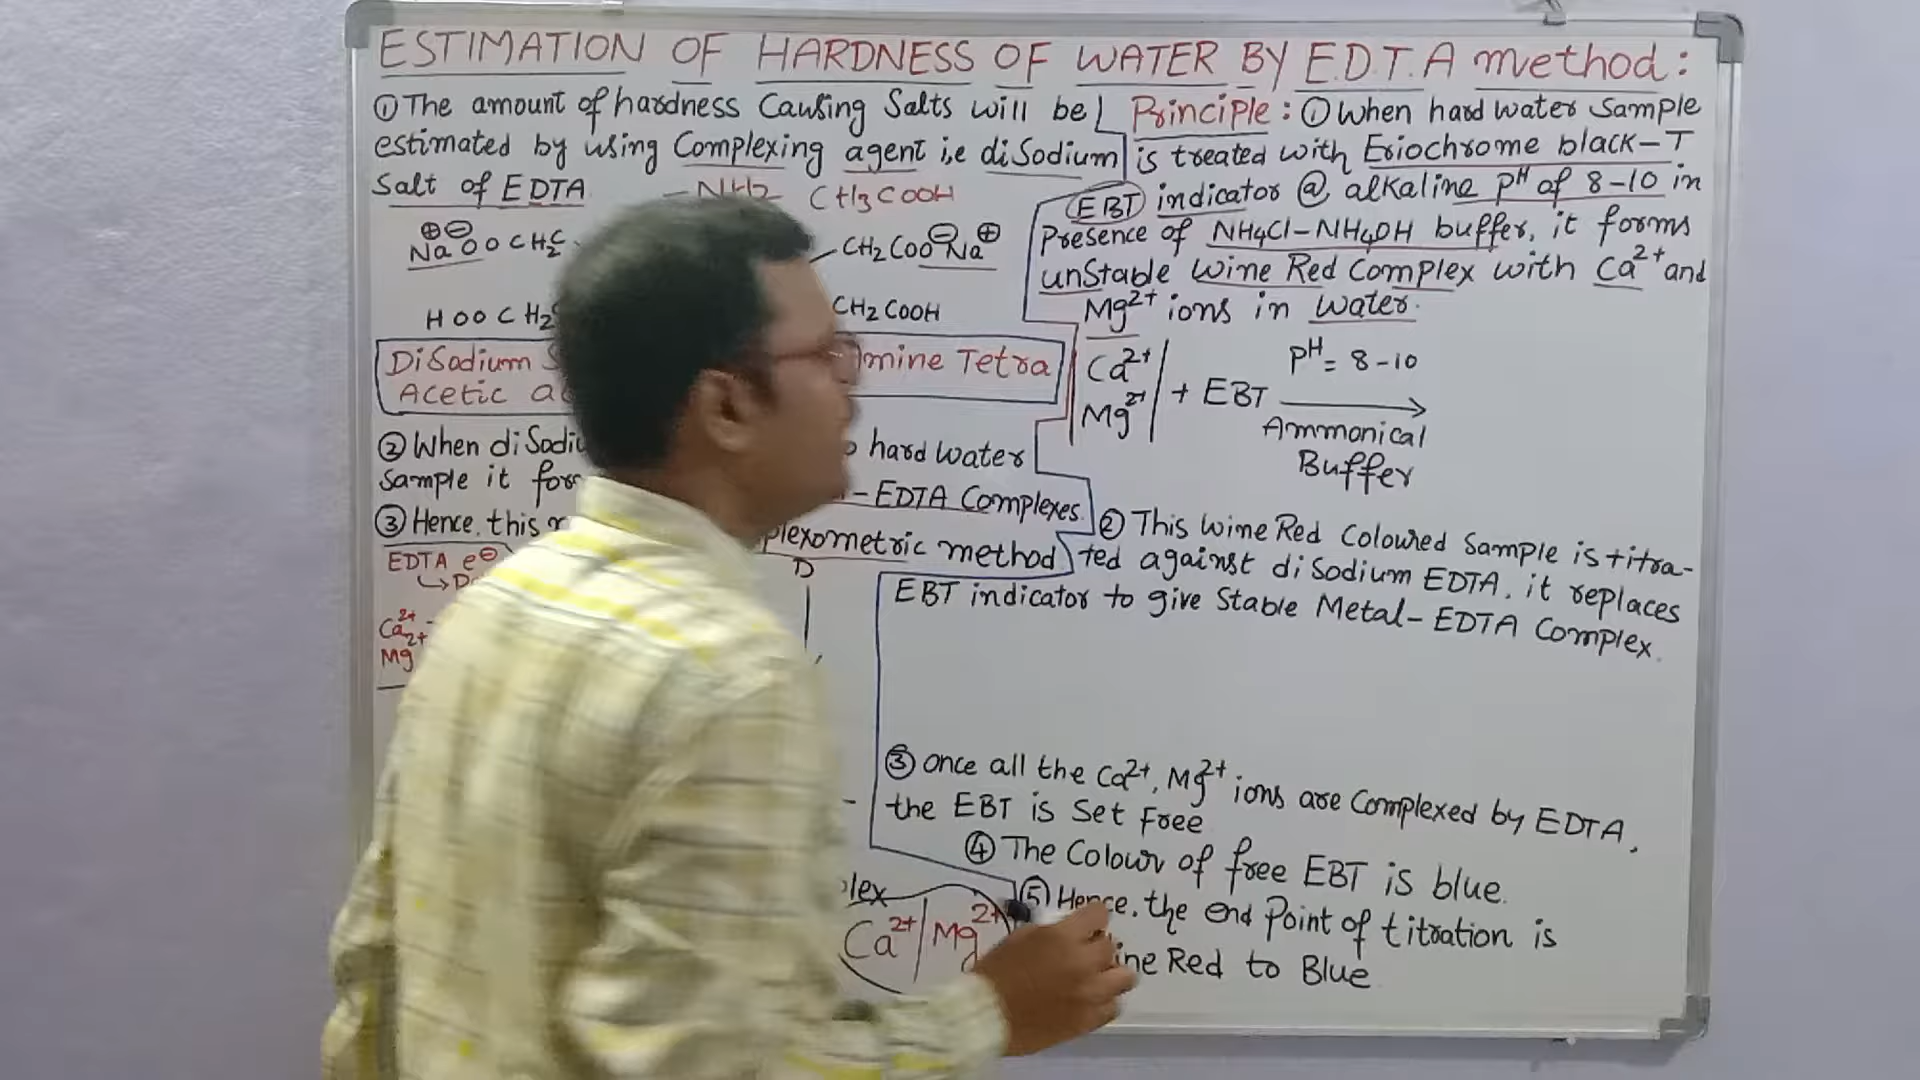 ESTIMATION OF HARDNESS OF WATER BY E.D.T.A method:
① The amount of hardness Causing Salts will be
estimated by using Complexing agent i,e diSodium
Salt of EDTA
NH2 CH3COOH
⊕ ⊖
NaOOCH2C
CH2COO⊖Na⊕
HOOCH2
CH2COOH
DiSodium mine Tetra
Acetic
② When di Sodi hard water
Sample it for - EDTA Complexes.
③ Hence, this plexometric method
EDTA e⊖
D
Ca2+
Mg2+
lex
Ca2+ | Mg2+
Principle: ① When hard water Sample
is treated with Eriochrome black-T
(EBT) indicator @ alkaline pH of 8-10 in
Presence of NH4Cl-NH4OH buffer, it forms
unStable Wine Red Complex with Ca2+ and
Mg2+ ions in water.
Ca2+
Mg2+
+ EBT
pH = 8-10
Ammonical
Buffer
② This Wine Red Coloured Sample is titra-
ted against di Sodium EDTA, it replaces
EBT indicator to give Stable Metal-EDTA Complex.
③ once all the Ca2+, Mg2+ ions are Complexed by EDTA,
the EBT is Set Free
④ The Colour of free EBT is blue.
⑤ Hence, the end Point of titration is
ine Red to Blue